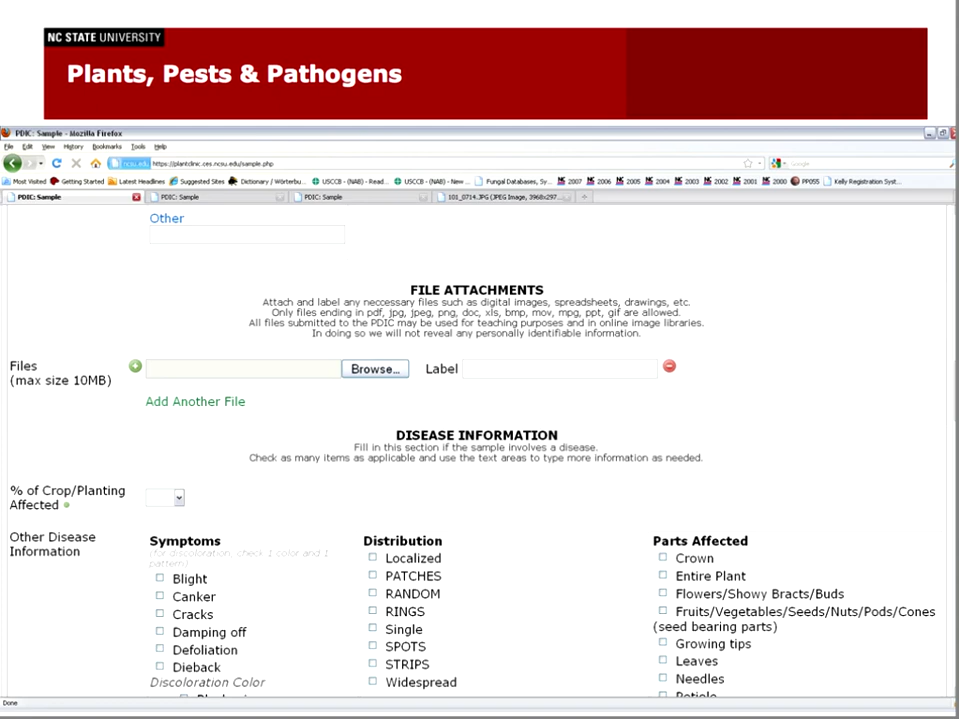 NC STATE UNIVERSITY
Plants, Pests & Pathogens
PDIC: Sample - Mozilla Firefox
File Edit View History Bookmarks Tools Help
ncsu.edu https://plantclinic.ces.ncsu.edu/sample.php
Google
Most Visited Getting Started Latest Headlines Suggested Sites Dictionary / Wörterbu... USCCB - (NAB) - Read... USCCB - (NAB) - New ... Fungal Databases, Sy... 2007 2006 2005 2004 2003 2002 2001 2000 PP055 Kelly Registration Syst...
PDIC: Sample PDIC: Sample PDIC: Sample 101_0714.JPG (JPEG Image, 3968x297...
Other
FILE ATTACHMENTS
Attach and label any neccessary files such as digital images, spreadsheets, drawings, etc.
Only files ending in pdf, jpg, jpeg, png, doc, xls, bmp, mov, mpg, ppt, gif are allowed.
All files submitted to the PDIC may be used for teaching purposes and in online image libraries.
In doing so we will not reveal any personally identifiable information.
Files
(max size 10MB)
Browse... Label
Add Another File
DISEASE INFORMATION
Fill in this section if the sample involves a disease.
Check as many items as applicable and use the text areas to type more information as needed.
% of Crop/Planting
Affected
Other Disease
Information
Symptoms
(for discoloration, check 1 color and 1
pattern)
Blight
Canker
Cracks
Damping off
Defoliation
Dieback
Discoloration Color
Distribution
Localized
PATCHES
RANDOM
RINGS
Single
SPOTS
STRIPS
Widespread
Parts Affected
Crown
Entire Plant
Flowers/Showy Bracts/Buds
Fruits/Vegetables/Seeds/Nuts/Pods/Cones
(seed bearing parts)
Growing tips
Leaves
Needles
Petiole
Done